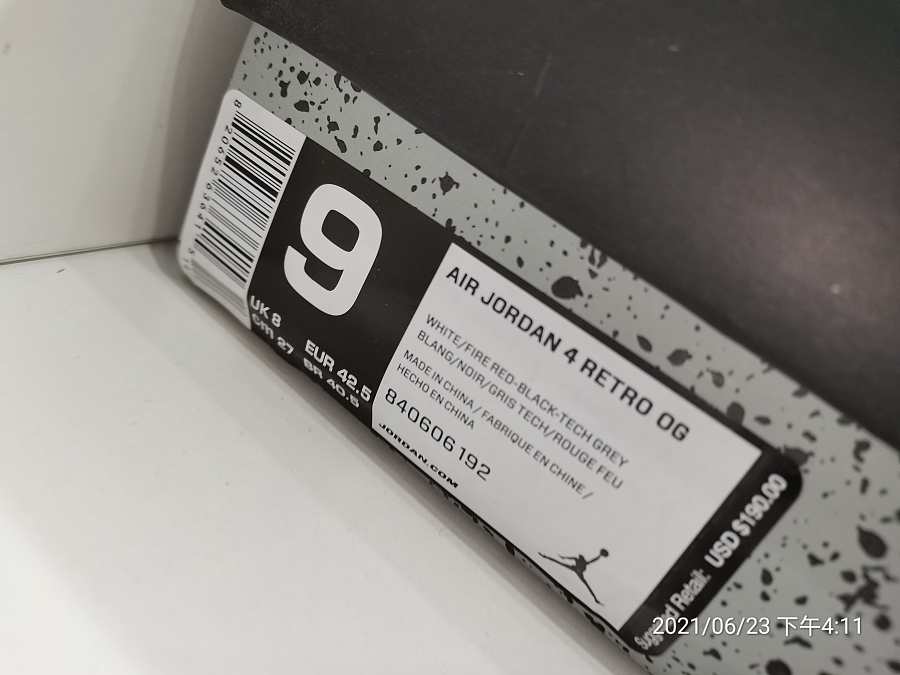 9
UK 8
cm 27
EUR 42.5
BR 40.5
AIR JORDAN 4 RETRO OG
WHITE/FIRE RED-BLACK-TECH GREY
BLANG/NOIR/GRIS TECH/ROUGE FEU
MADE IN CHINA / FABRIQUE EN CHINE /
HECHO EN CHINA
840606 192
JORDAN.COM
Suggested Retail: USD $190.00
2021/06/23 下午4:11